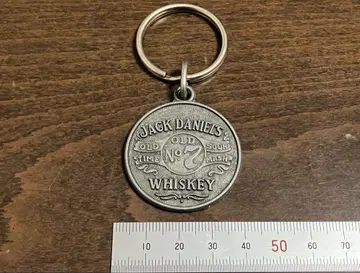 JACK DANIEL'S
OLD TIME
OLD No. 7
SOUR MASH
WHISKEY
10 20 30 40 50 60 70